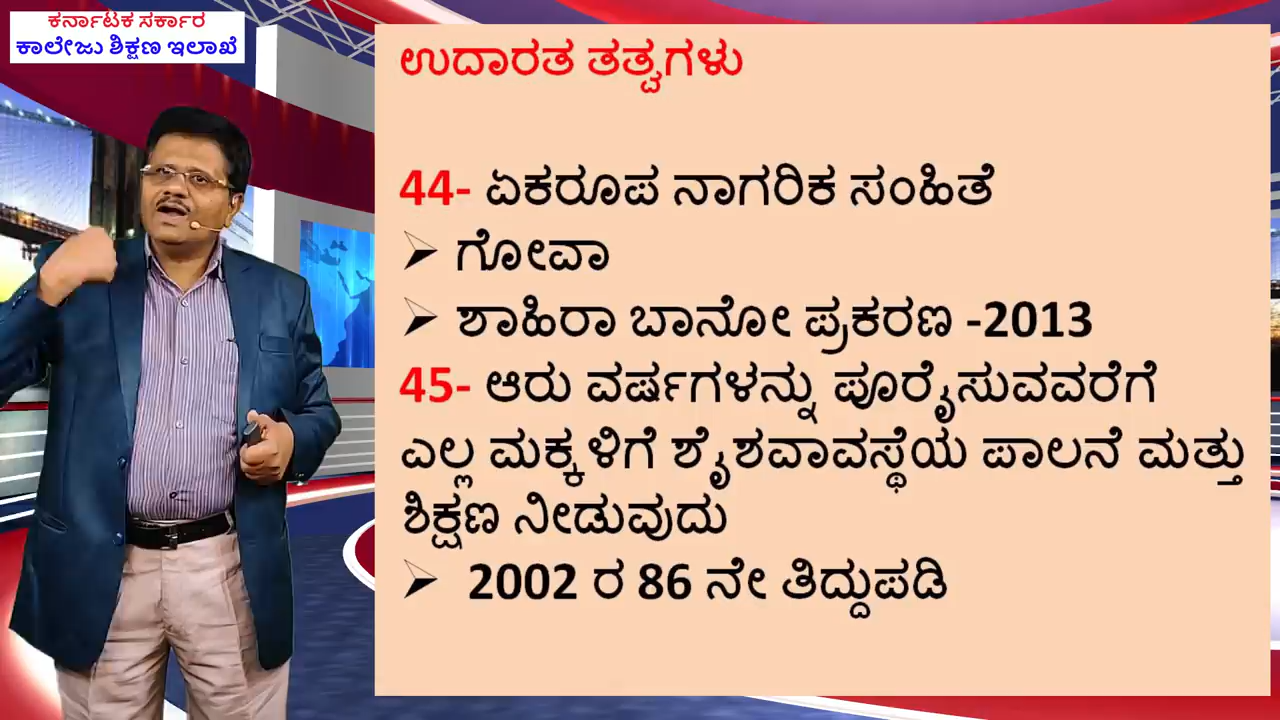 ಕರ್ನಾಟಕ ಸರ್ಕಾರ
ಕಾಲೇಜು ಶಿಕ್ಷಣ ಇಲಾಖೆ
ಉದಾರತ ತತ್ವಗಳು
44- ಏಕರೂಪ ನಾಗರಿಕ ಸಂಹಿತೆ
➢ ಗೋವಾ
➢ ಶಾಹಿರಾ ಬಾನೋ ಪ್ರಕರಣ -2013
45- ಆರು ವರ್ಷಗಳನ್ನು ಪೂರೈಸುವವರೆಗೆ
ಎಲ್ಲ ಮಕ್ಕಳಿಗೆ ಶೈಶವಾವಸ್ಥೆಯ ಪಾಲನೆ ಮತ್ತು
ಶಿಕ್ಷಣ ನೀಡುವುದು
➢ 2002 ರ 86 ನೇ ತಿದ್ದುಪಡಿ